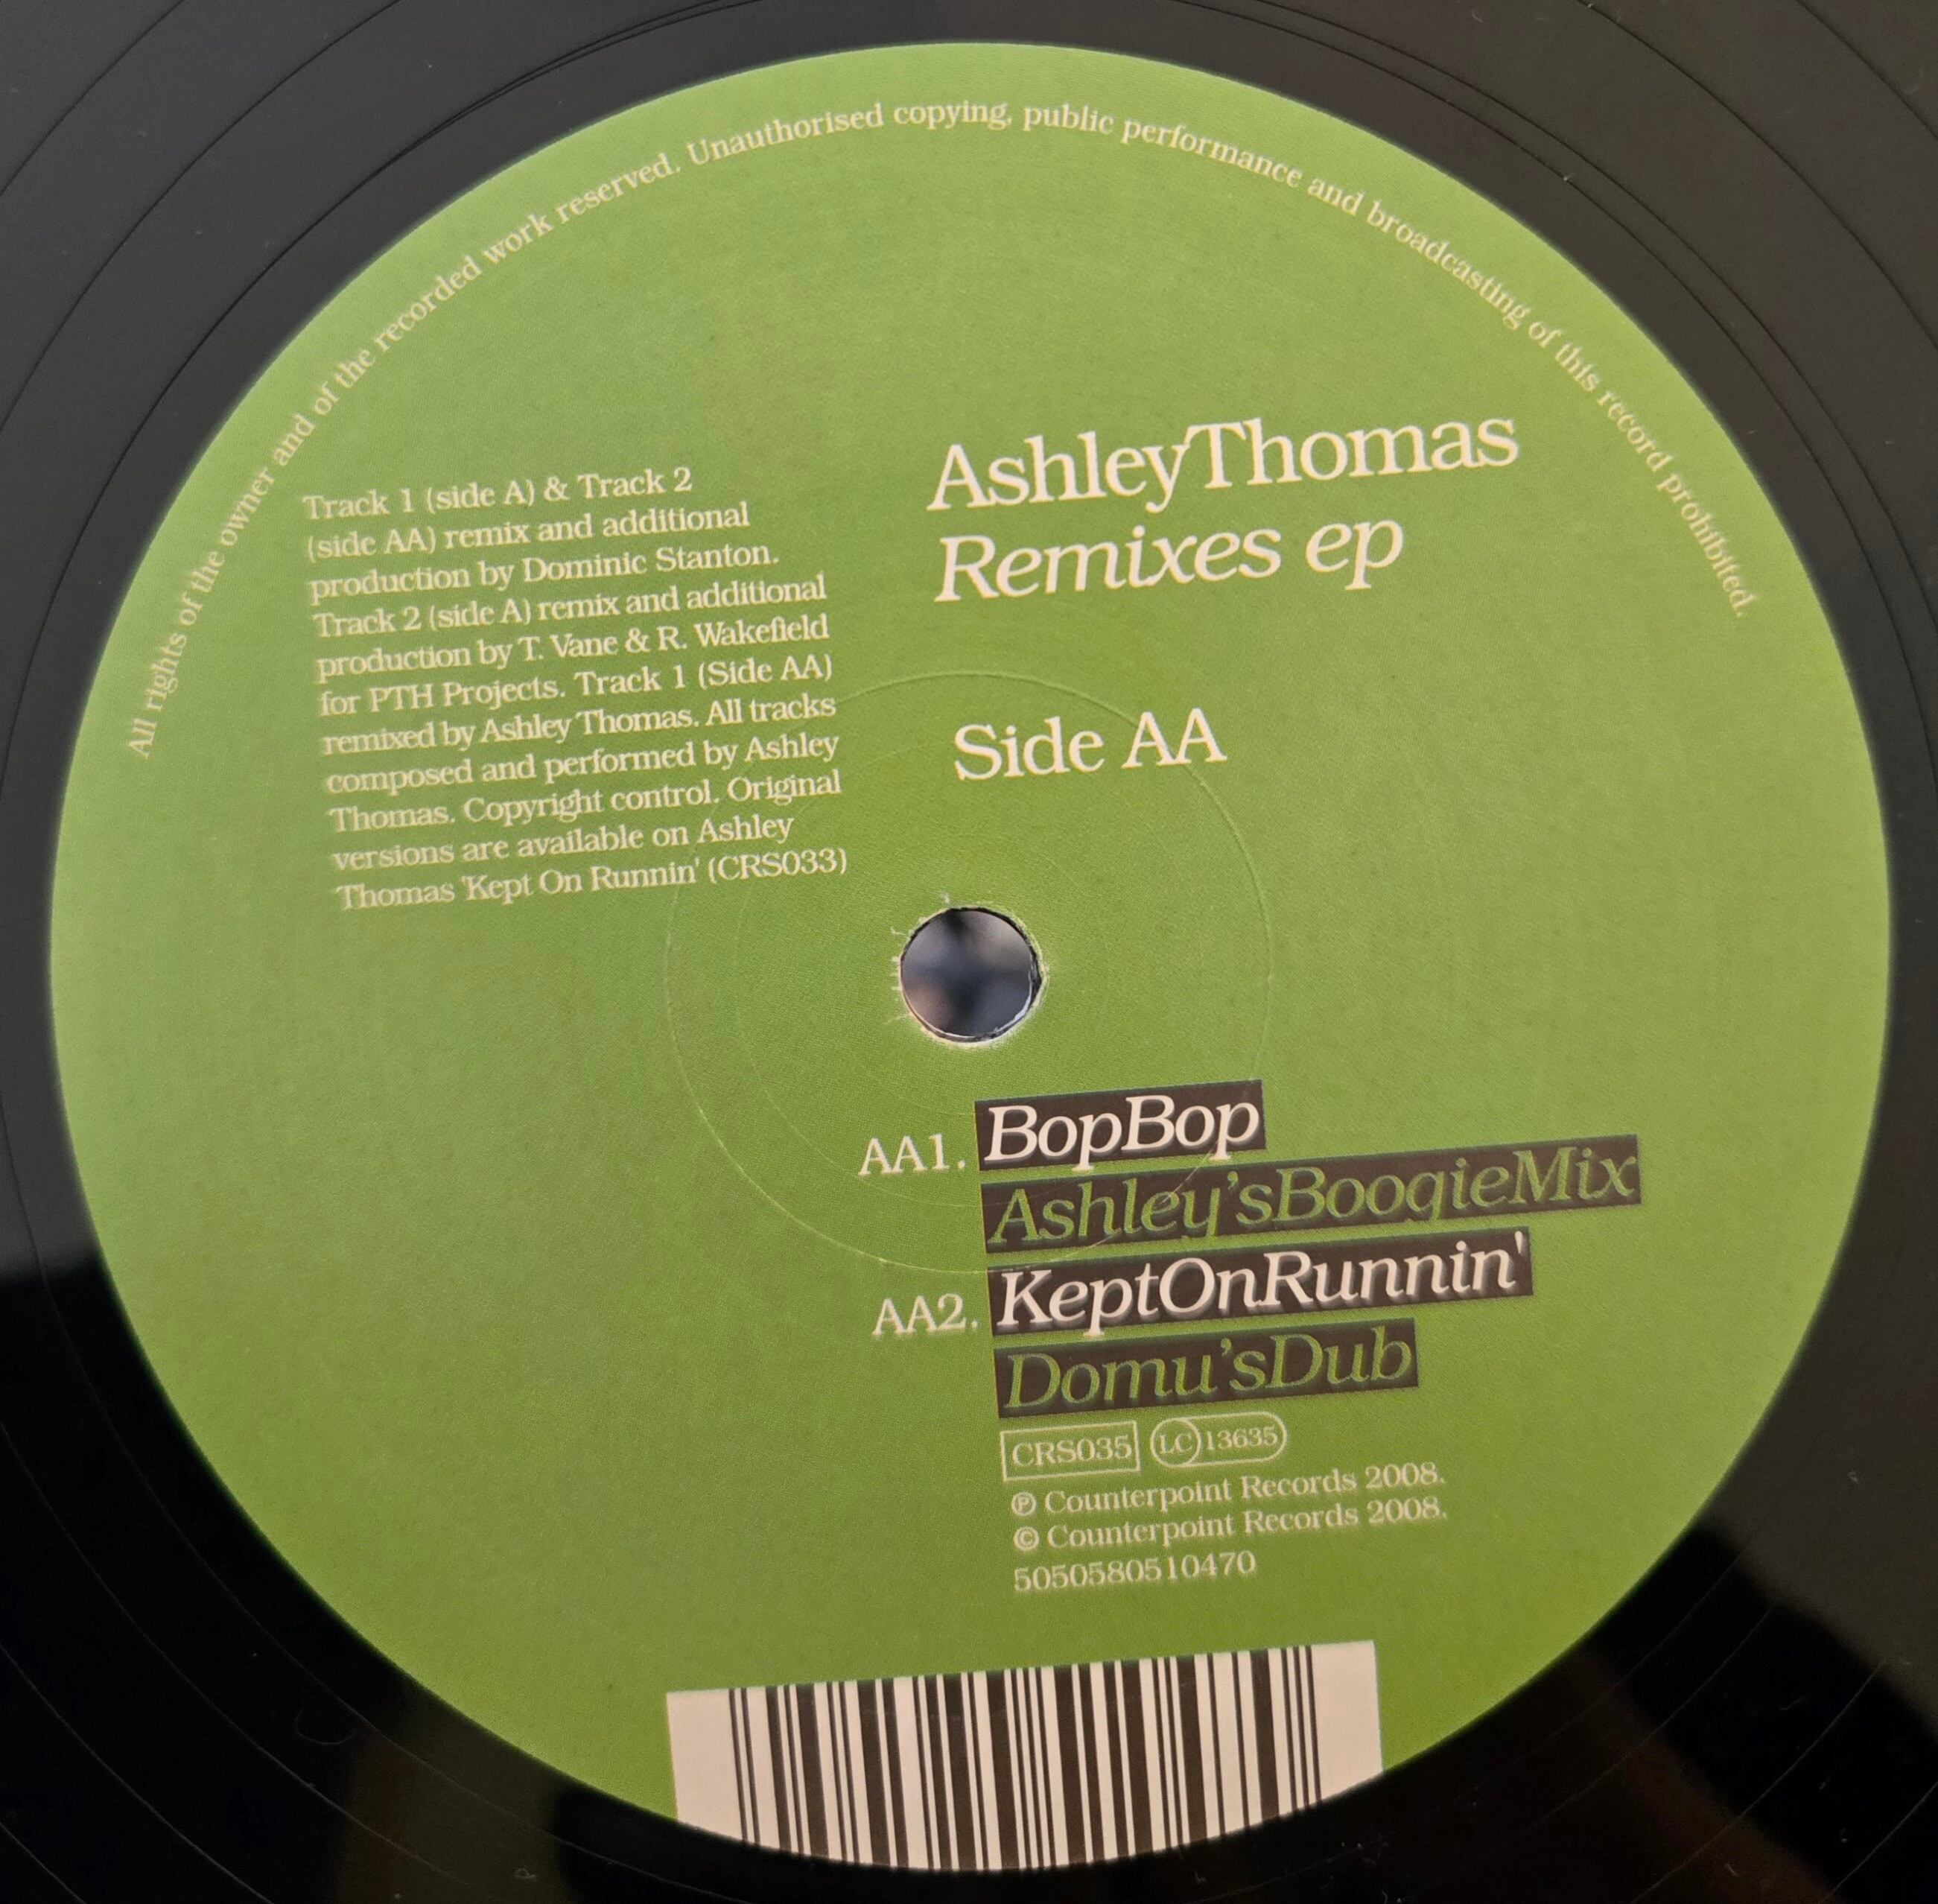 All rights of the owner and of the recorded work reserved. Unauthorised copying, public performance and broadcasting of this record prohibited.
AshleyThomas
Remixes ep
Track 1 (side A) & Track 2
(side AA) remix and additional
production by Dominic Stanton.
Track 2 (side A) remix and additional
production by T. Vane & R. Wakefield
for PTH Projects. Track 1 (Side AA)
remixed by Ashley Thomas. All tracks
composed and performed by Ashley
Thomas. Copyright control. Original
versions are available on Ashley
Thomas 'Kept On Runnin' (CRS033)
Side AA
AA1. BopBop
Ashley'sBoogieMix
AA2. KeptOnRunnin'
Domu'sDub
CRS035 LC 13635
℗ Counterpoint Records 2008.
© Counterpoint Records 2008.
5050580510470